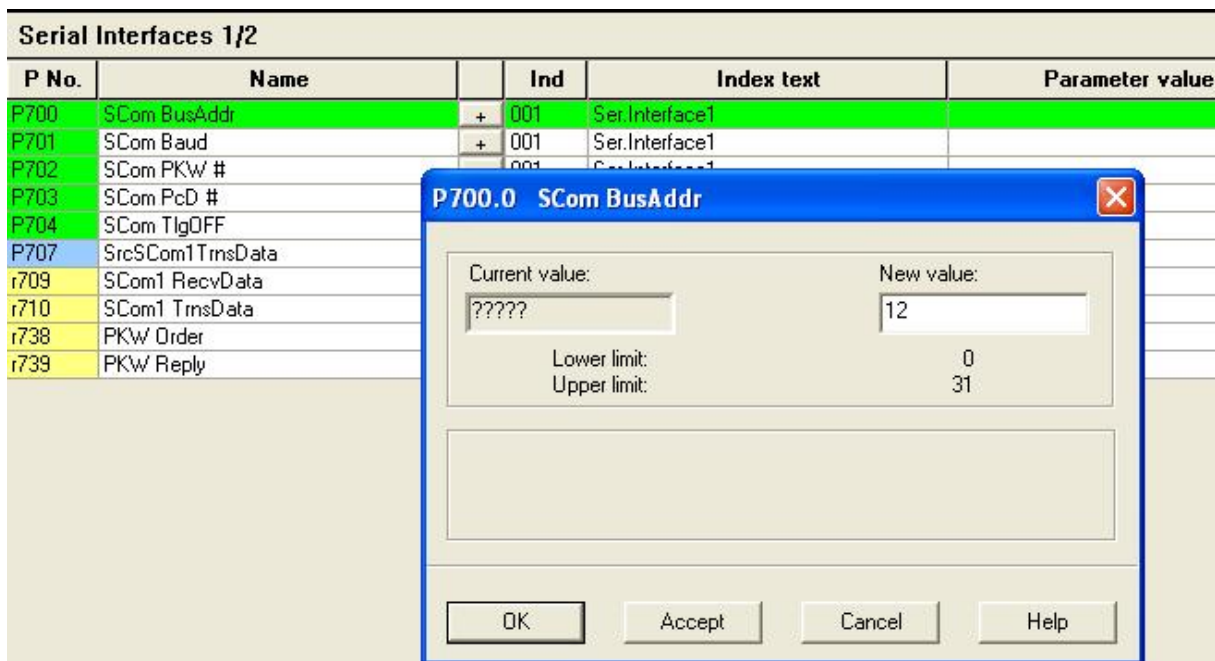 Serial Interfaces 1/2
P No. Name Ind Index text Parameter value
P700 SCom BusAddr + 001 Ser.Interface1
P701 SCom Baud + 001 Ser.Interface1
P702 SCom PKW # 001 Ser.Interface1
P703 SCom PcD #
P704 SCom TlgOFF
P707 SrcSCom1TrnsData
r709 SCom1 RecvData
r710 SCom1 TrnsData
r738 PKW Order
r739 PKW Reply
P700.0 SCom BusAddr
Current value: New value:
????? 12
Lower limit: 0
Upper limit: 31
OK Accept Cancel Help